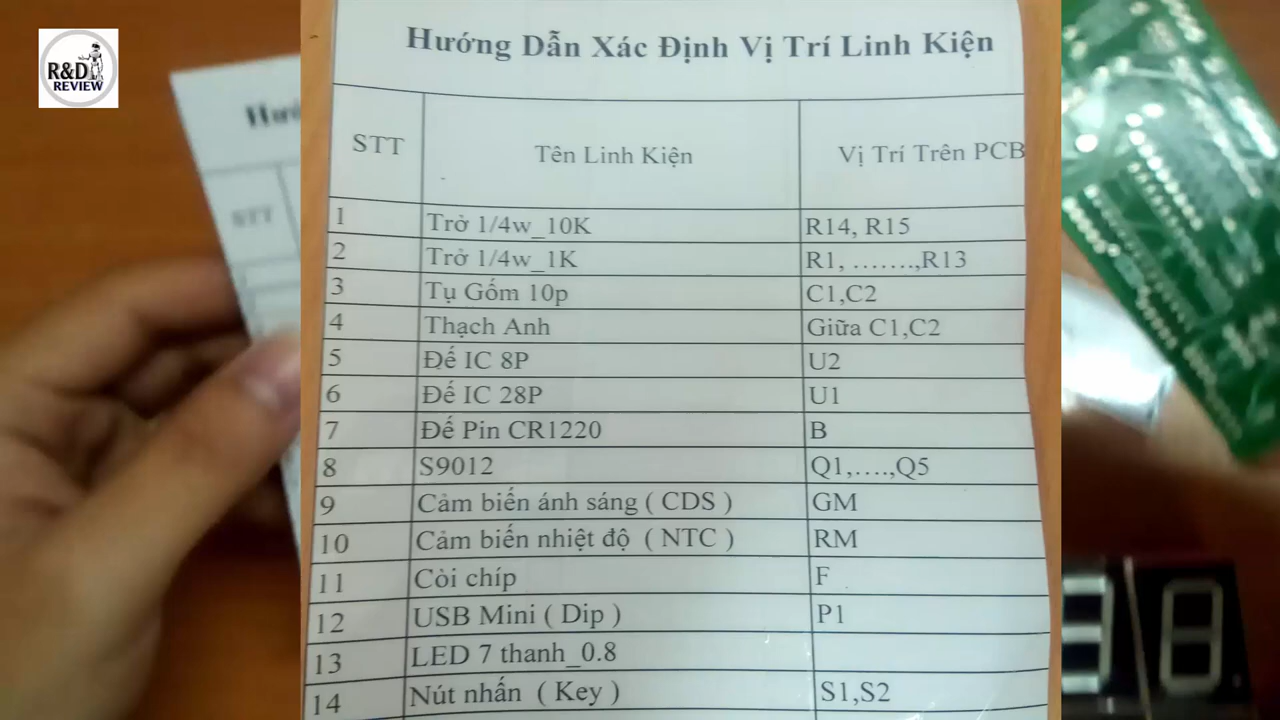 R&D
REVIEW
Hướ
STT
Hướng Dẫn Xác Định Vị Trí Linh Kiện
STT Tên Linh Kiện Vị Trí Trên PCB
1 Trở 1/4w_10K R14, R15
2 Trở 1/4w_1K R1, …….,R13
3 Tụ Gốm 10p C1,C2
4 Thạch Anh Giữa C1,C2
5 Đế IC 8P U2
6 Đế IC 28P U1
7 Đế Pin CR1220 B
8 S9012 Q1,….,Q5
9 Cảm biến ánh sáng ( CDS ) GM
10 Cảm biến nhiệt độ ( NTC ) RM
11 Còi chíp F
12 USB Mini ( Dip ) P1
13 LED 7 thanh_0.8
14 Nút nhấn ( Key ) S1,S2